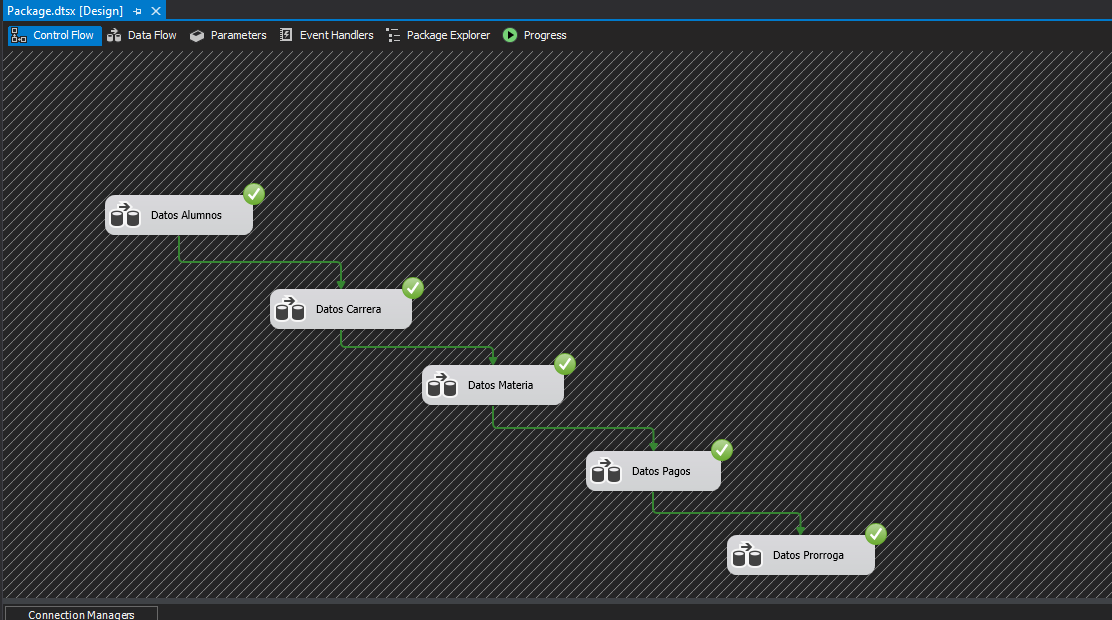 Package.dtsx [Design]
Control Flow Data Flow Parameters Event Handlers Package Explorer Progress
Datos Alumnos
Datos Carrera
Datos Materia
Datos Pagos
Datos Prorroga
Connection Managers